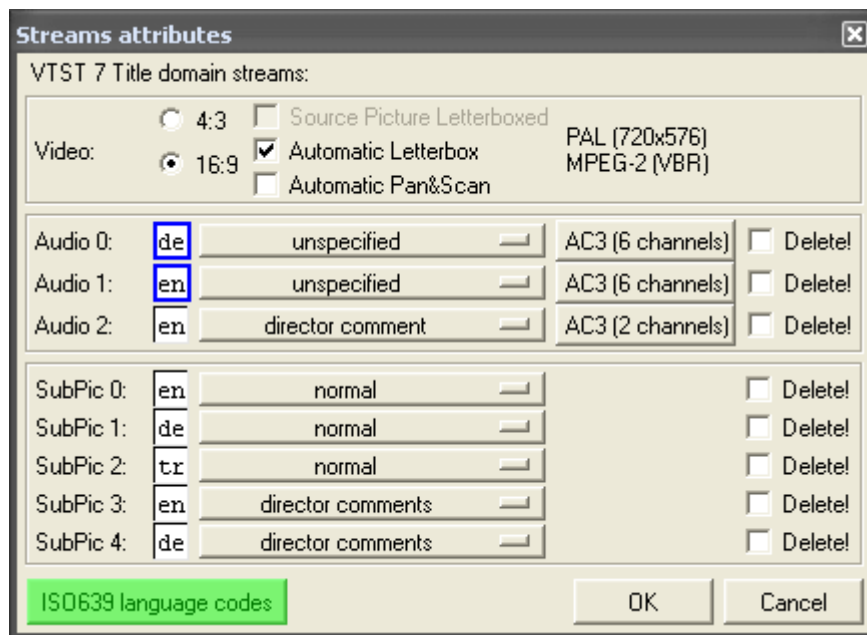 Streams attributes
VTST 7 Title domain streams:
Video:
4:3
16:9
Source Picture Letterboxed
Automatic Letterbox
Automatic Pan&Scan
PAL (720x576)
MPEG-2 (VBR)
Audio 0: de unspecified AC3 (6 channels) Delete!
Audio 1: en unspecified AC3 (6 channels) Delete!
Audio 2: en director comment AC3 (2 channels) Delete!
SubPic 0: en normal Delete!
SubPic 1: de normal Delete!
SubPic 2: tr normal Delete!
SubPic 3: en director comments Delete!
SubPic 4: de director comments Delete!
ISO639 language codes OK Cancel